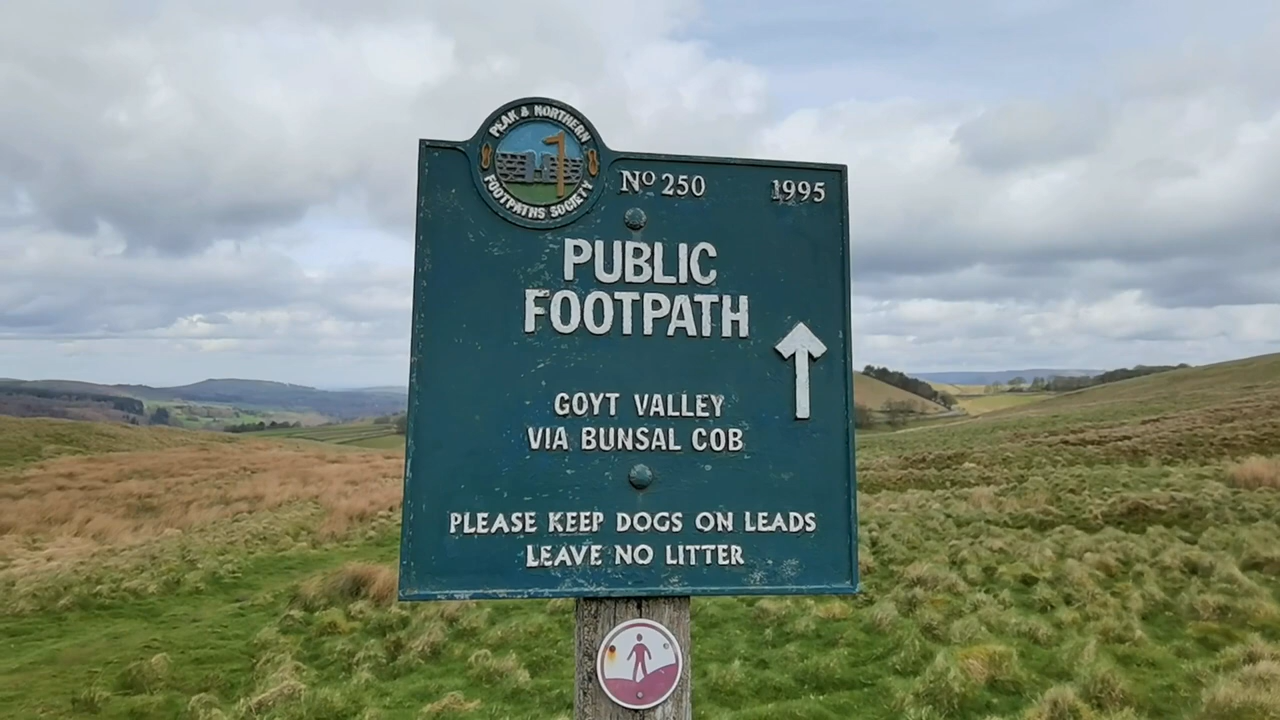 PEAK & NORTHERN
FOOTPATHS SOCIETY
Nº 250 1995
PUBLIC
FOOTPATH
GOYT VALLEY
VIA BUNSAL COB
PLEASE KEEP DOGS ON LEADS
LEAVE NO LITTER